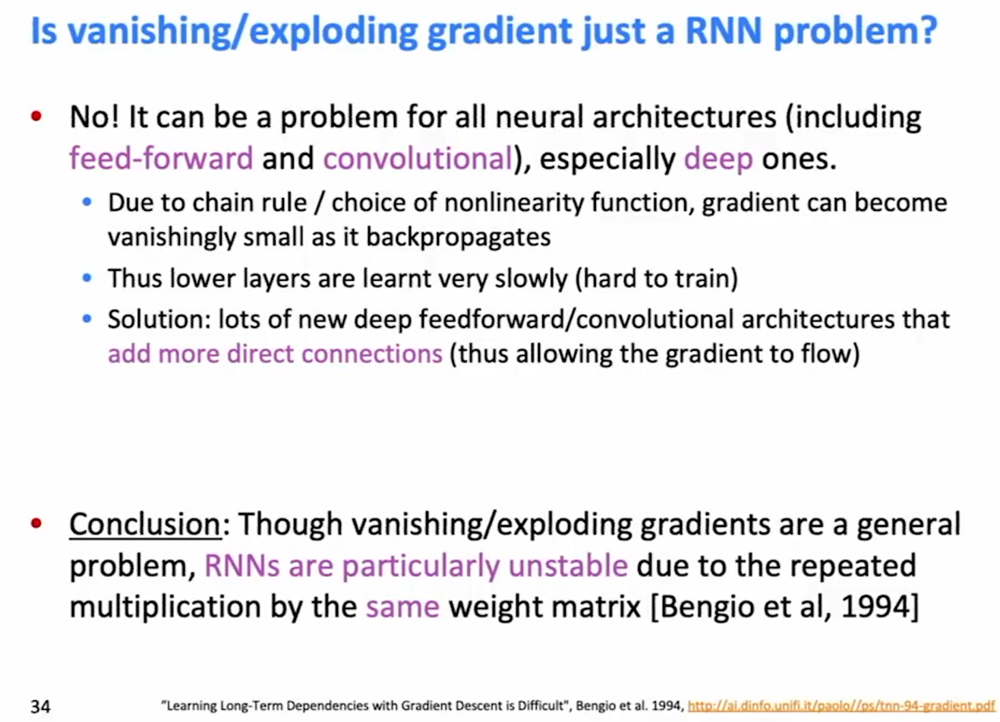 Is vanishing/exploding gradient just a RNN problem?
• No! It can be a problem for all neural architectures (including
feed-forward and convolutional), especially deep ones.
• Due to chain rule / choice of nonlinearity function, gradient can become
vanishingly small as it backpropagates
• Thus lower layers are learnt very slowly (hard to train)
• Solution: lots of new deep feedforward/convolutional architectures that
add more direct connections (thus allowing the gradient to flow)
• Conclusion: Though vanishing/exploding gradients are a general
problem, RNNs are particularly unstable due to the repeated
multiplication by the same weight matrix [Bengio et al, 1994]
34 "Learning Long-Term Dependencies with Gradient Descent is Difficult", Bengio et al. 1994, http://ai.dinfo.unifi.it/paolo//ps/tnn-94-gradient.pdf